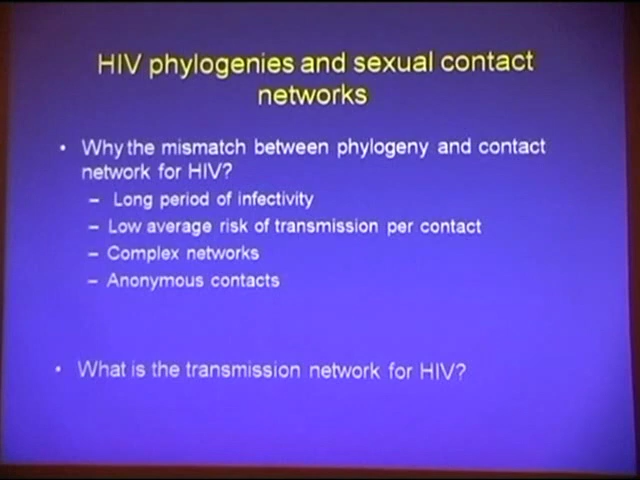 HIV phylogenies and sexual contact
networks
• Why the mismatch between phylogeny and contact
network for HIV?
– Long period of infectivity
– Low average risk of transmission per contact
– Complex networks
– Anonymous contacts
• What is the transmission network for HIV?